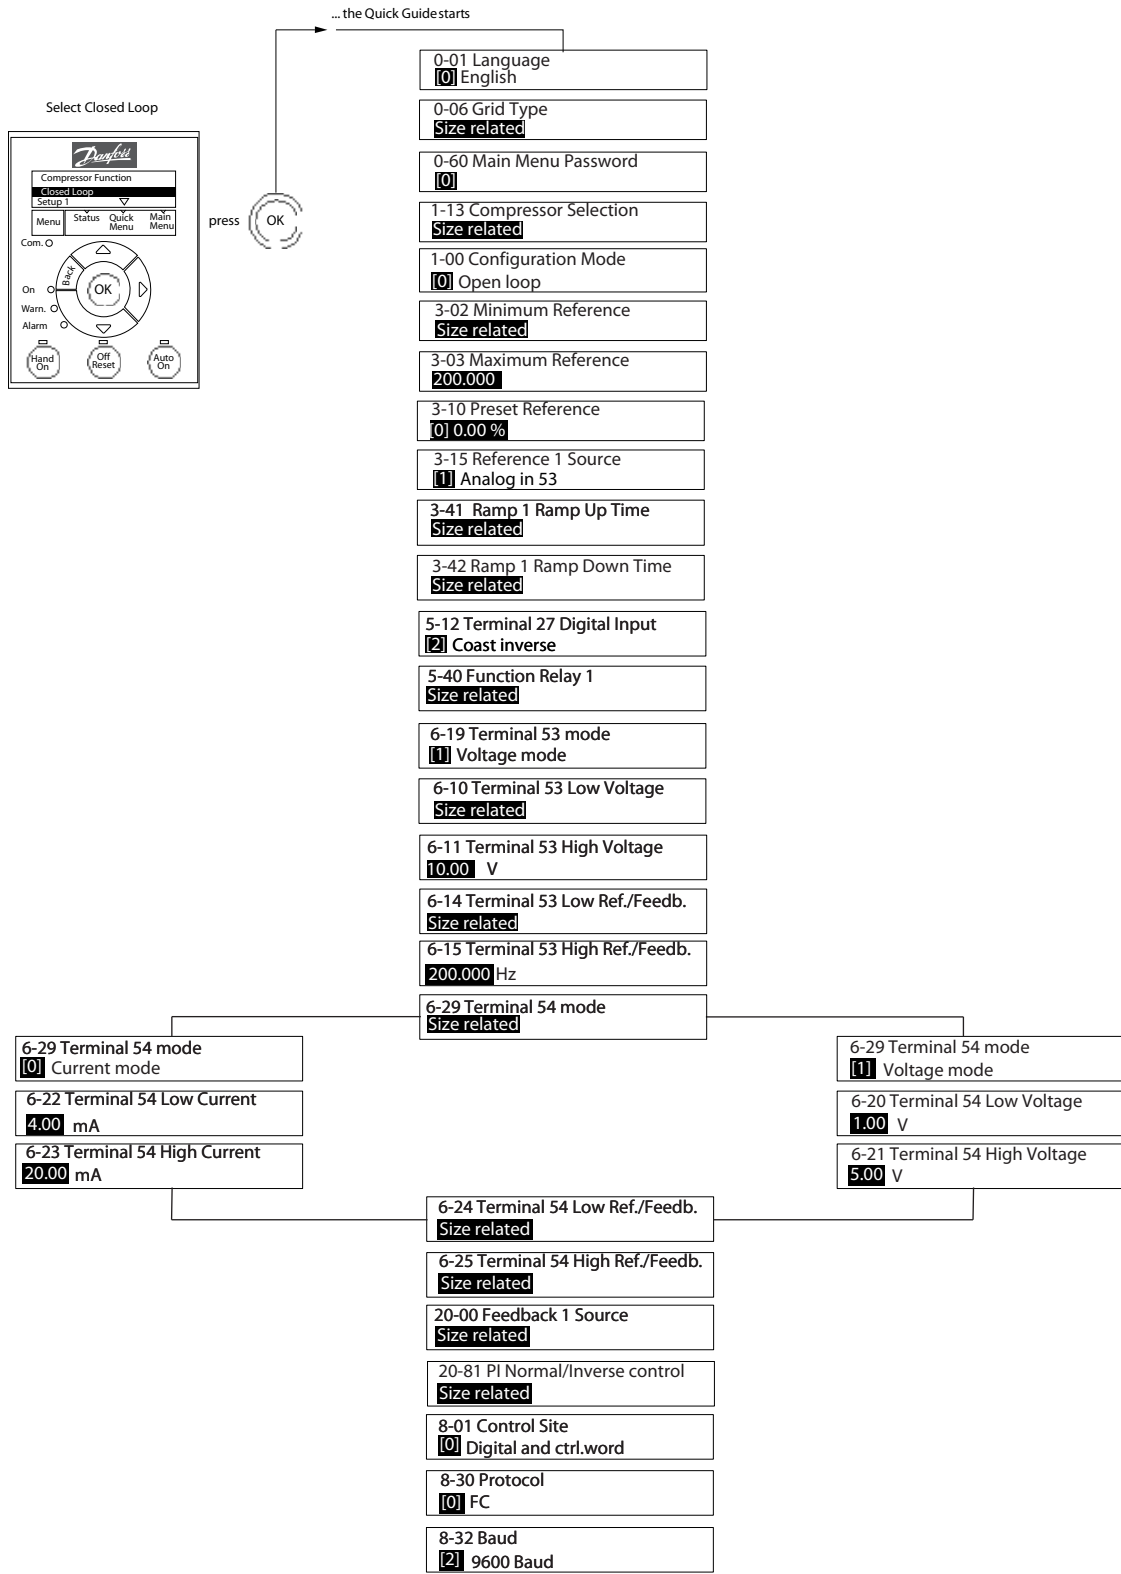 ... the Quick Guide starts
Select Closed Loop
Danfoss
Compressor Function
Closed Loop
Setup 1
Menu
Status
Quick Menu
Main Menu
Com.
Back
OK
On
Warn.
Alarm
Hand On
Off Reset
Auto On
press
OK
0-01 Language
[0] English
0-06 Grid Type
Size related
0-60 Main Menu Password
[0]
1-13 Compressor Selection
Size related
1-00 Configuration Mode
[0] Open loop
3-02 Minimum Reference
Size related
3-03 Maximum Reference
200.000
3-10 Preset Reference
[0] 0.00 %
3-15 Reference 1 Source
[1] Analog in 53
3-41 Ramp 1 Ramp Up Time
Size related
3-42 Ramp 1 Ramp Down Time
Size related
5-12 Terminal 27 Digital Input
[2] Coast inverse
5-40 Function Relay 1
Size related
6-19 Terminal 53 mode
[1] Voltage mode
6-10 Terminal 53 Low Voltage
Size related
6-11 Terminal 53 High Voltage
10.00 V
6-14 Terminal 53 Low Ref./Feedb.
Size related
6-15 Terminal 53 High Ref./Feedb.
200.000 Hz
6-29 Terminal 54 mode
Size related
6-29 Terminal 54 mode
[0] Current mode
6-22 Terminal 54 Low Current
4.00 mA
6-23 Terminal 54 High Current
20.00 mA
6-29 Terminal 54 mode
[1] Voltage mode
6-20 Terminal 54 Low Voltage
1.00 V
6-21 Terminal 54 High Voltage
5.00 V
6-24 Terminal 54 Low Ref./Feedb.
Size related
6-25 Terminal 54 High Ref./Feedb.
Size related
20-00 Feedback 1 Source
Size related
20-81 PI Normal/Inverse control
Size related
8-01 Control Site
[0] Digital and ctrl.word
8-30 Protocol
[0] FC
8-32 Baud
[2] 9600 Baud